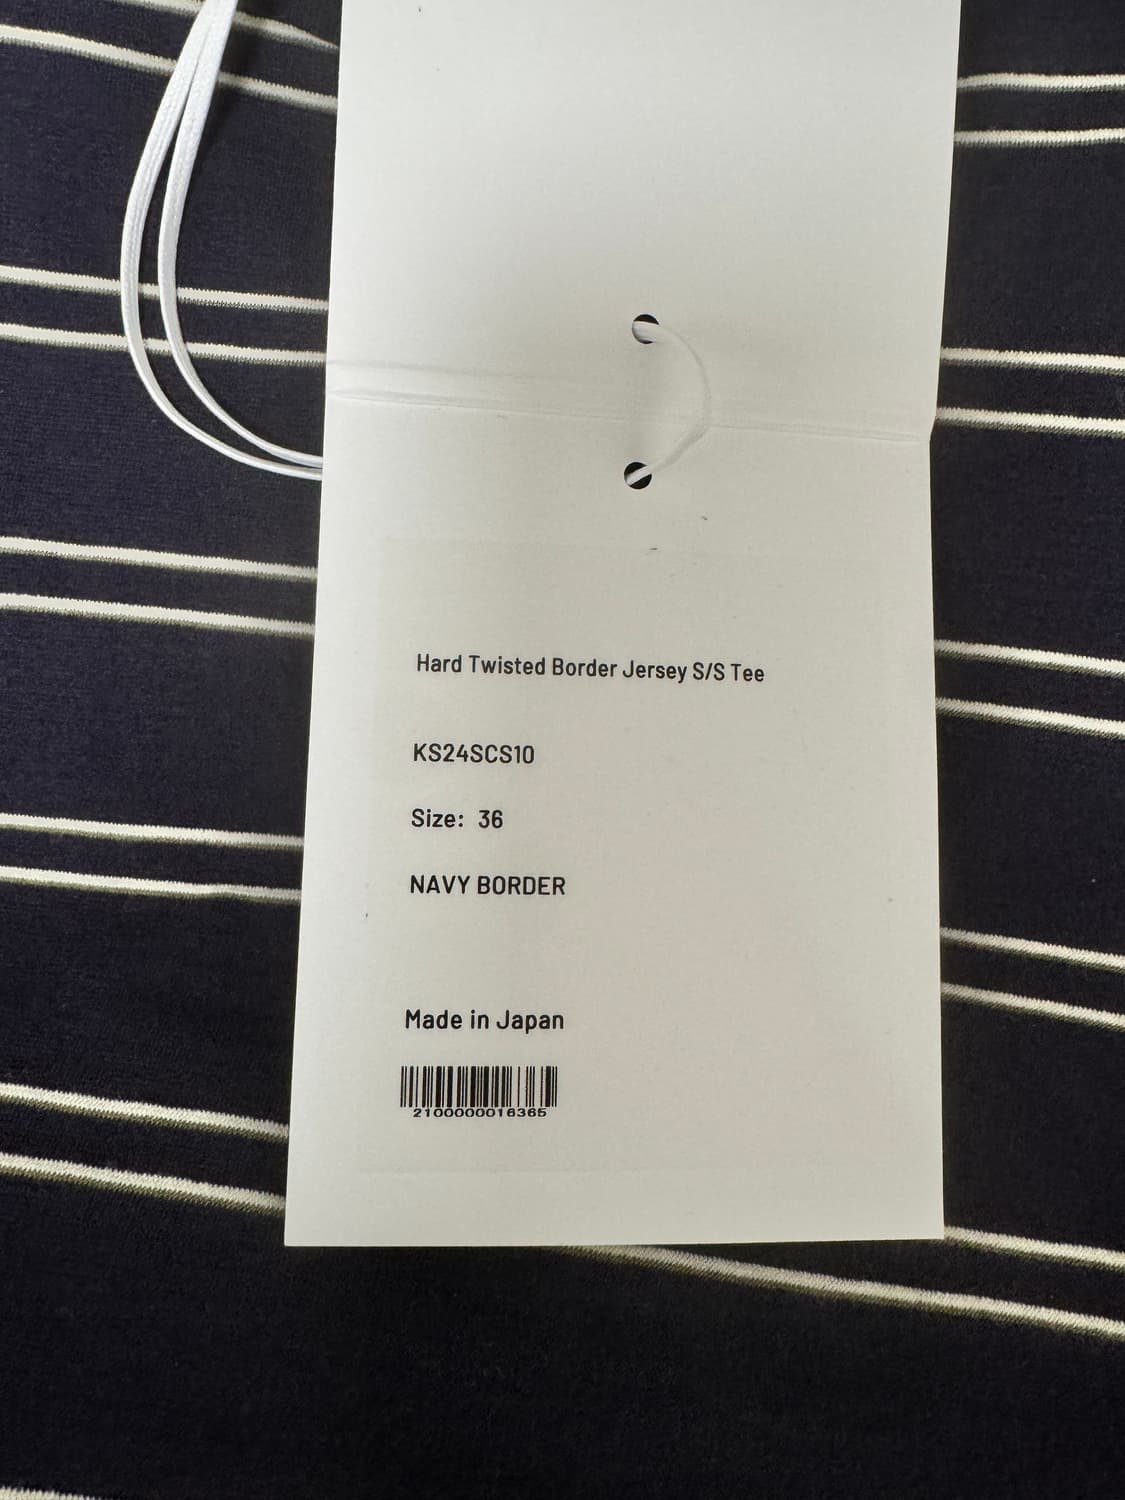 Hard Twisted Border Jersey S/S Tee
KS24SCS10
Size: 36
NAVY BORDER
Made in Japan
2100000016365